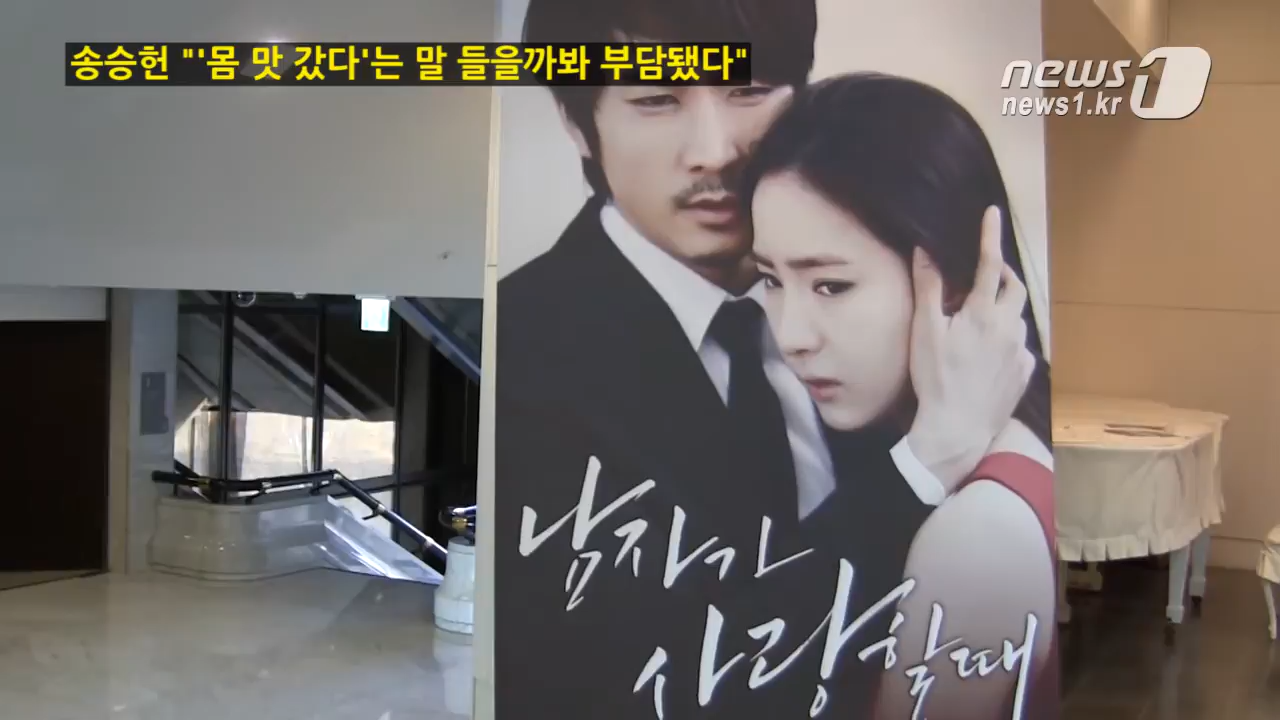 송승헌 "'몸 맛 갔다'는 말 들을까봐 부담됐다"
news1
news1.kr
남자가
사랑할때